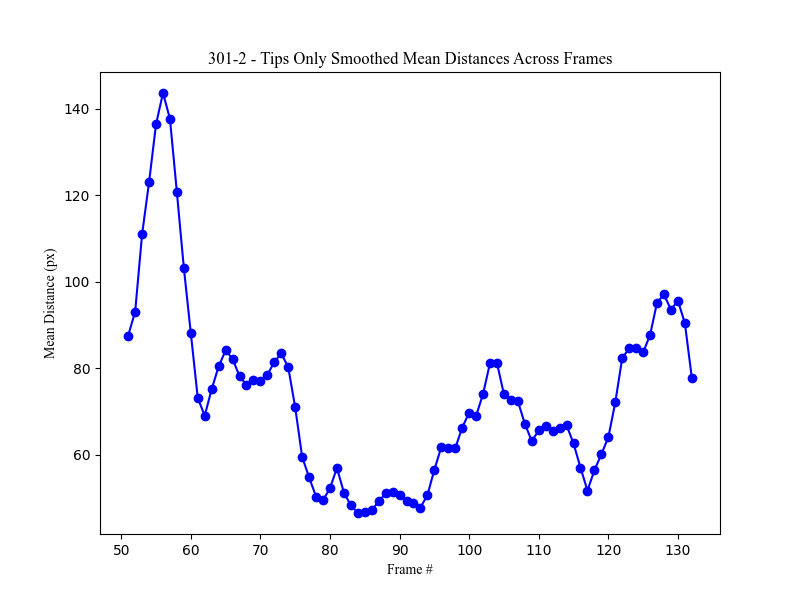 301-2 - Tips Only Smoothed Mean Distances Across Frames
140
120
100
80
60
Mean Distance (px)
50 60 70 80 90 100 110 120 130
Frame #